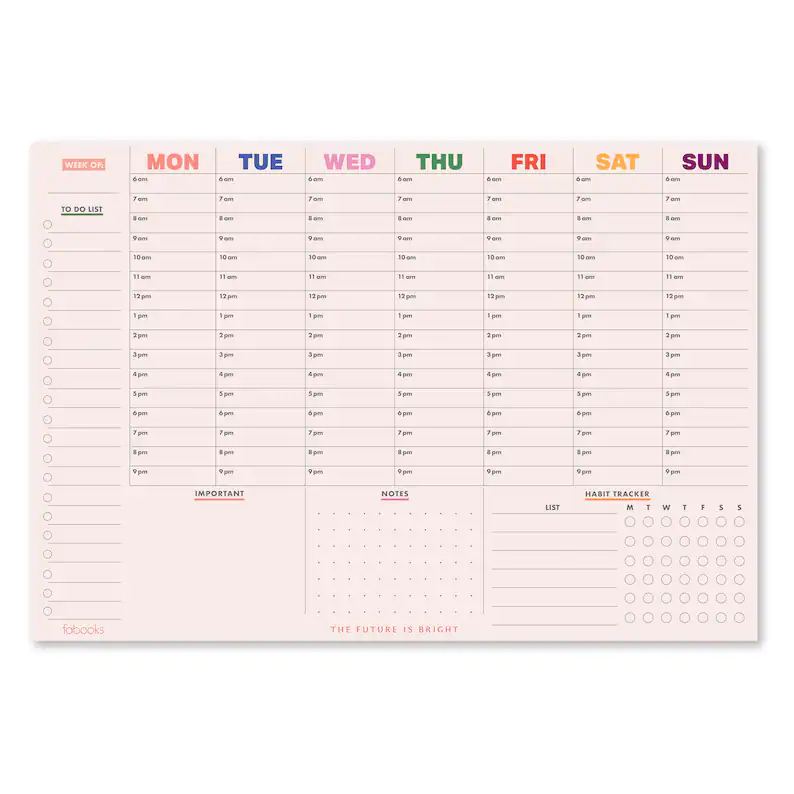 WEEK OF:
MON TUE WED THU FRI SAT SUN
TO DO LIST
6 am 6 am 6 am 6 am 6 am 6 am 6 am
7 am 7 am 7 am 7 am 7 am 7 am 7 am
8 am 8 am 8 am 8 am 8 am 8 am 8 am
9 am 9 am 9 am 9 am 9 am 9 am 9 am
10 am 10 am 10 am 10 am 10 am 10 am 10 am
11 am 11 am 11 am 11 am 11 am 11 am 11 am
12 pm 12 pm 12 pm 12 pm 12 pm 12 pm 12 pm
1 pm 1 pm 1 pm 1 pm 1 pm 1 pm 1 pm
2 pm 2 pm 2 pm 2 pm 2 pm 2 pm 2 pm
3 pm 3 pm 3 pm 3 pm 3 pm 3 pm 3 pm
4 pm 4 pm 4 pm 4 pm 4 pm 4 pm 4 pm
5 pm 5 pm 5 pm 5 pm 5 pm 5 pm 5 pm
6 pm 6 pm 6 pm 6 pm 6 pm 6 pm 6 pm
7 pm 7 pm 7 pm 7 pm 7 pm 7 pm 7 pm
8 pm 8 pm 8 pm 8 pm 8 pm 8 pm 8 pm
9 pm 9 pm 9 pm 9 pm 9 pm 9 pm 9 pm
IMPORTANT
NOTES
HABIT TRACKER
LIST M T W T F S S
fabooks
THE FUTURE IS BRIGHT